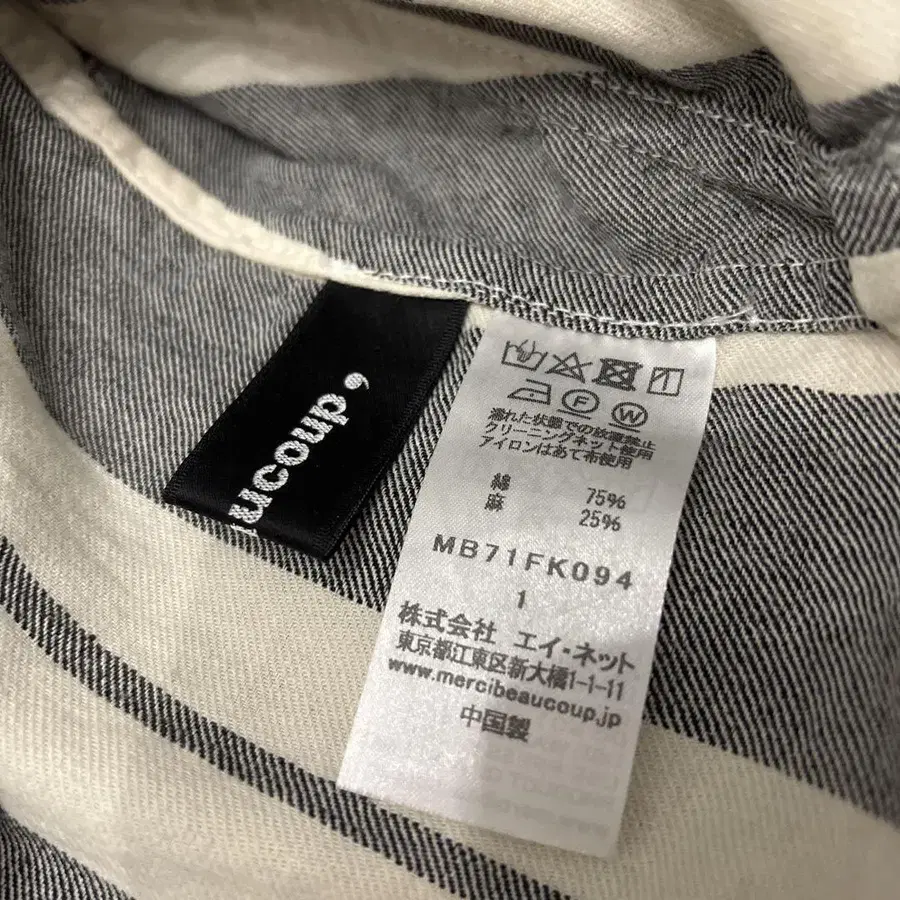 ucoup,
F W
濡れた状態での放置禁止
クリーニングネット使用
アイロンはあて布使用
綿 75%
麻 25%
MB71FK094
1
株式会社 エイ・ネット
東京都江東区新大橋1-1-11
www.mercibeaucoup.jp
中国製